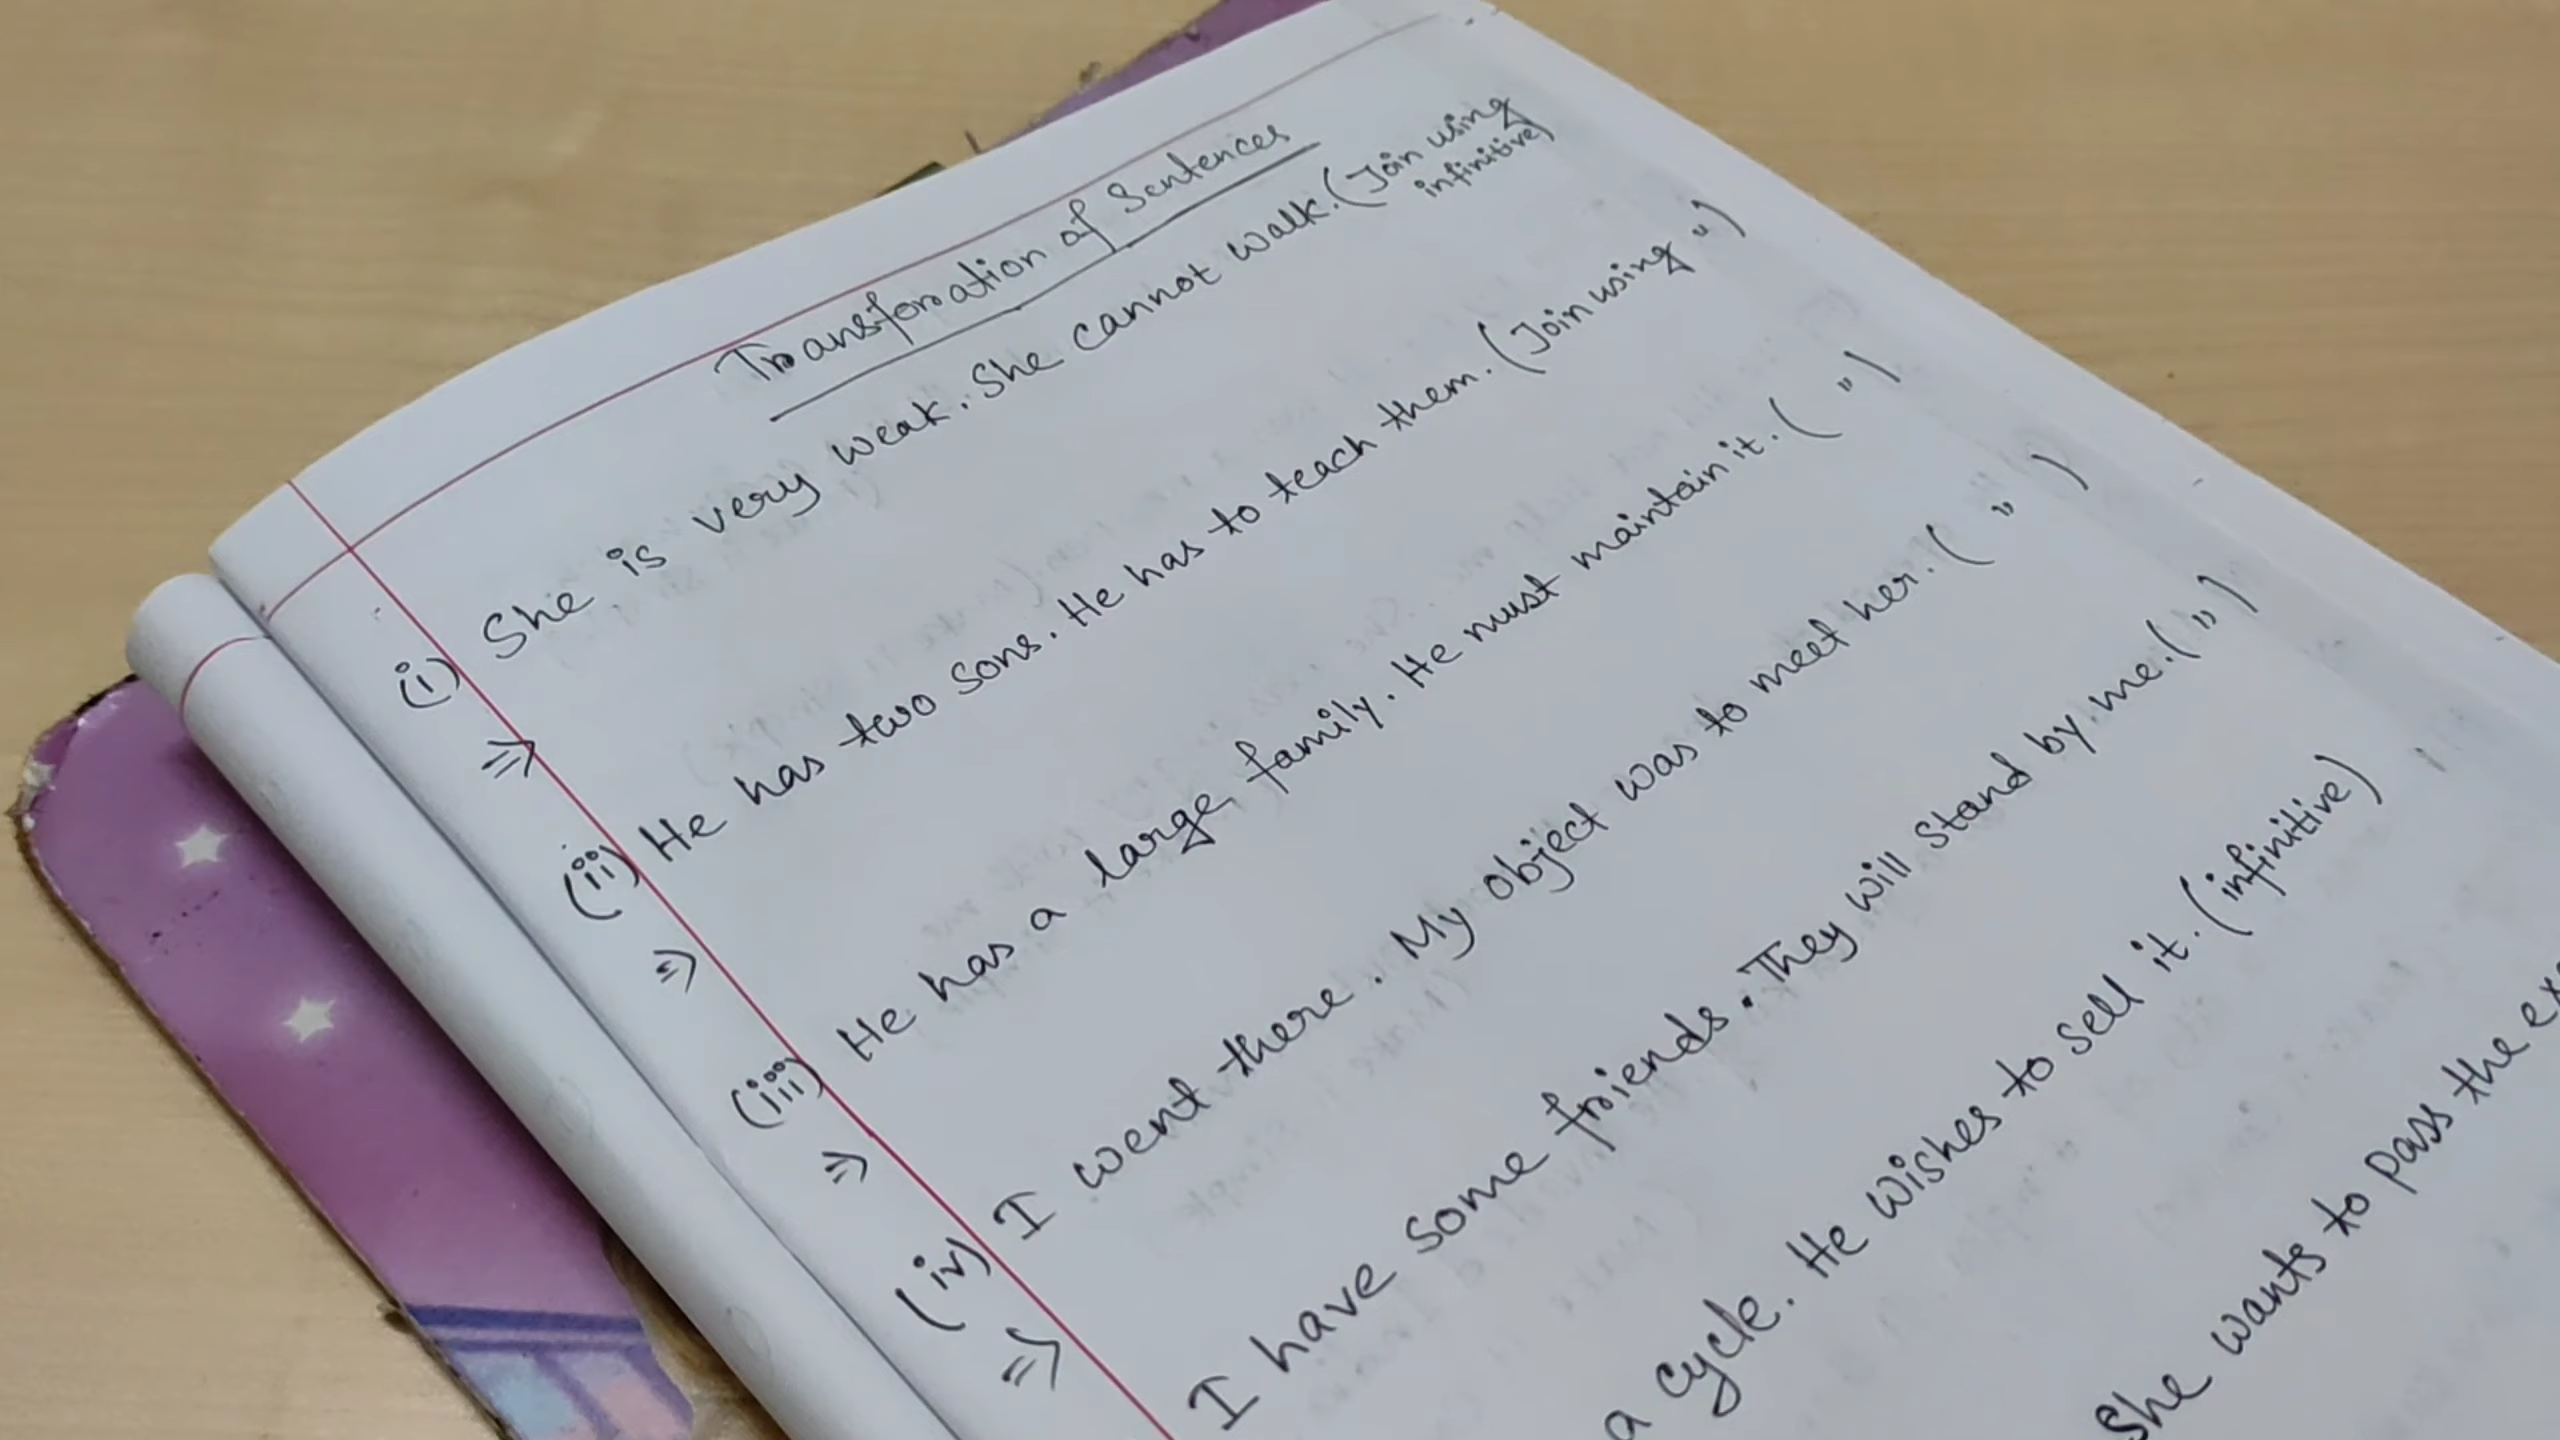 Transformation of Sentences
(i) She is very weak. She cannot walk. (Join using
infinitive)
⇒
(ii) He has two sons. He has to teach them. (Join using ")
⇒
(iii) He has a large family. He must maintain it. ( " )
⇒
(iv) I went there. My object was to meet her. ( " )
⇒
I have some friends. They will stand by me. ( " )
a cycle. He wishes to sell it. (infinitive)
She wants to pass the